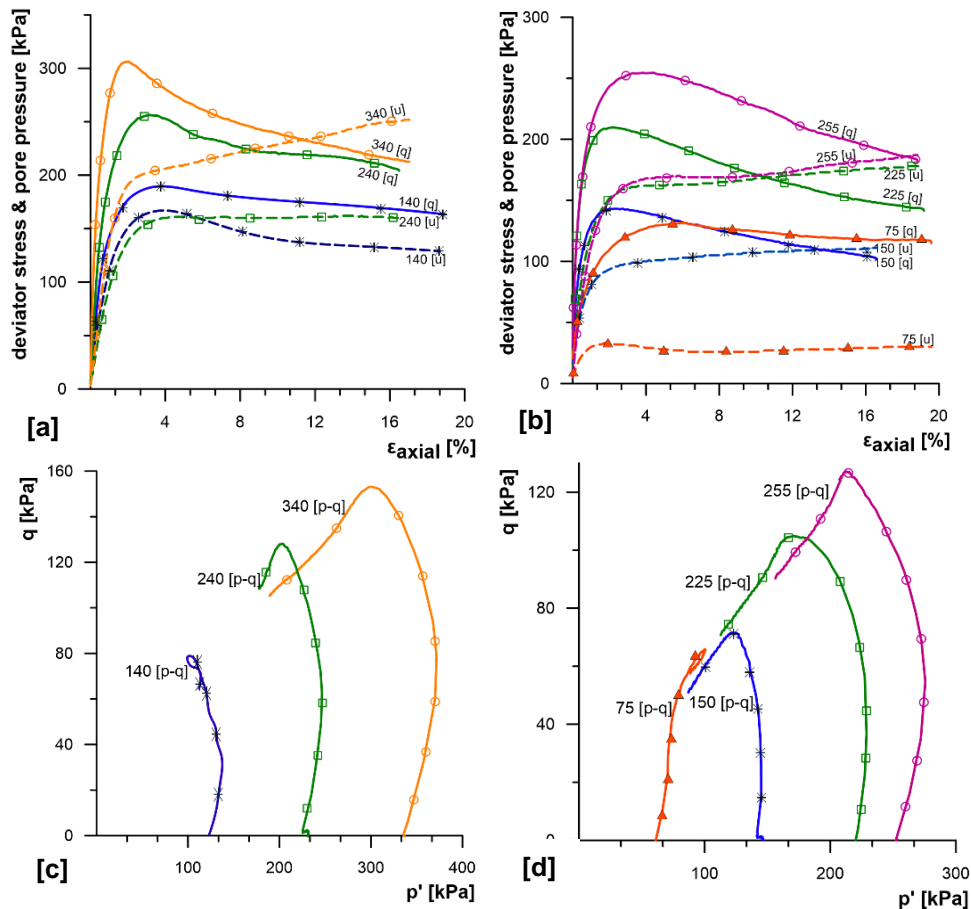 deviator stress & pore pressure [kPa]
300
200
100
0
4
8
12
16
20
εaxial [%]
[a]
340 [u]
340 [q]
240 [q]
140 [q]
240 [u]
140 [u]
deviator stress & pore pressure [kPa]
300
200
100
0
4
8
12
16
20
εaxial [%]
[b]
255 [q]
255 [u]
225 [u]
225 [q]
75 [q]
150 [u]
150 [q]
75 [u]
q [kPa]
160
120
80
40
0
100
200
300
400
p' [kPa]
[c]
340 [p-q]
240 [p-q]
140 [p-q]
q [kPa]
120
80
40
0
100
200
300
p' [kPa]
[d]
255 [p-q]
225 [p-q]
75 [p-q]
150 [p-q]